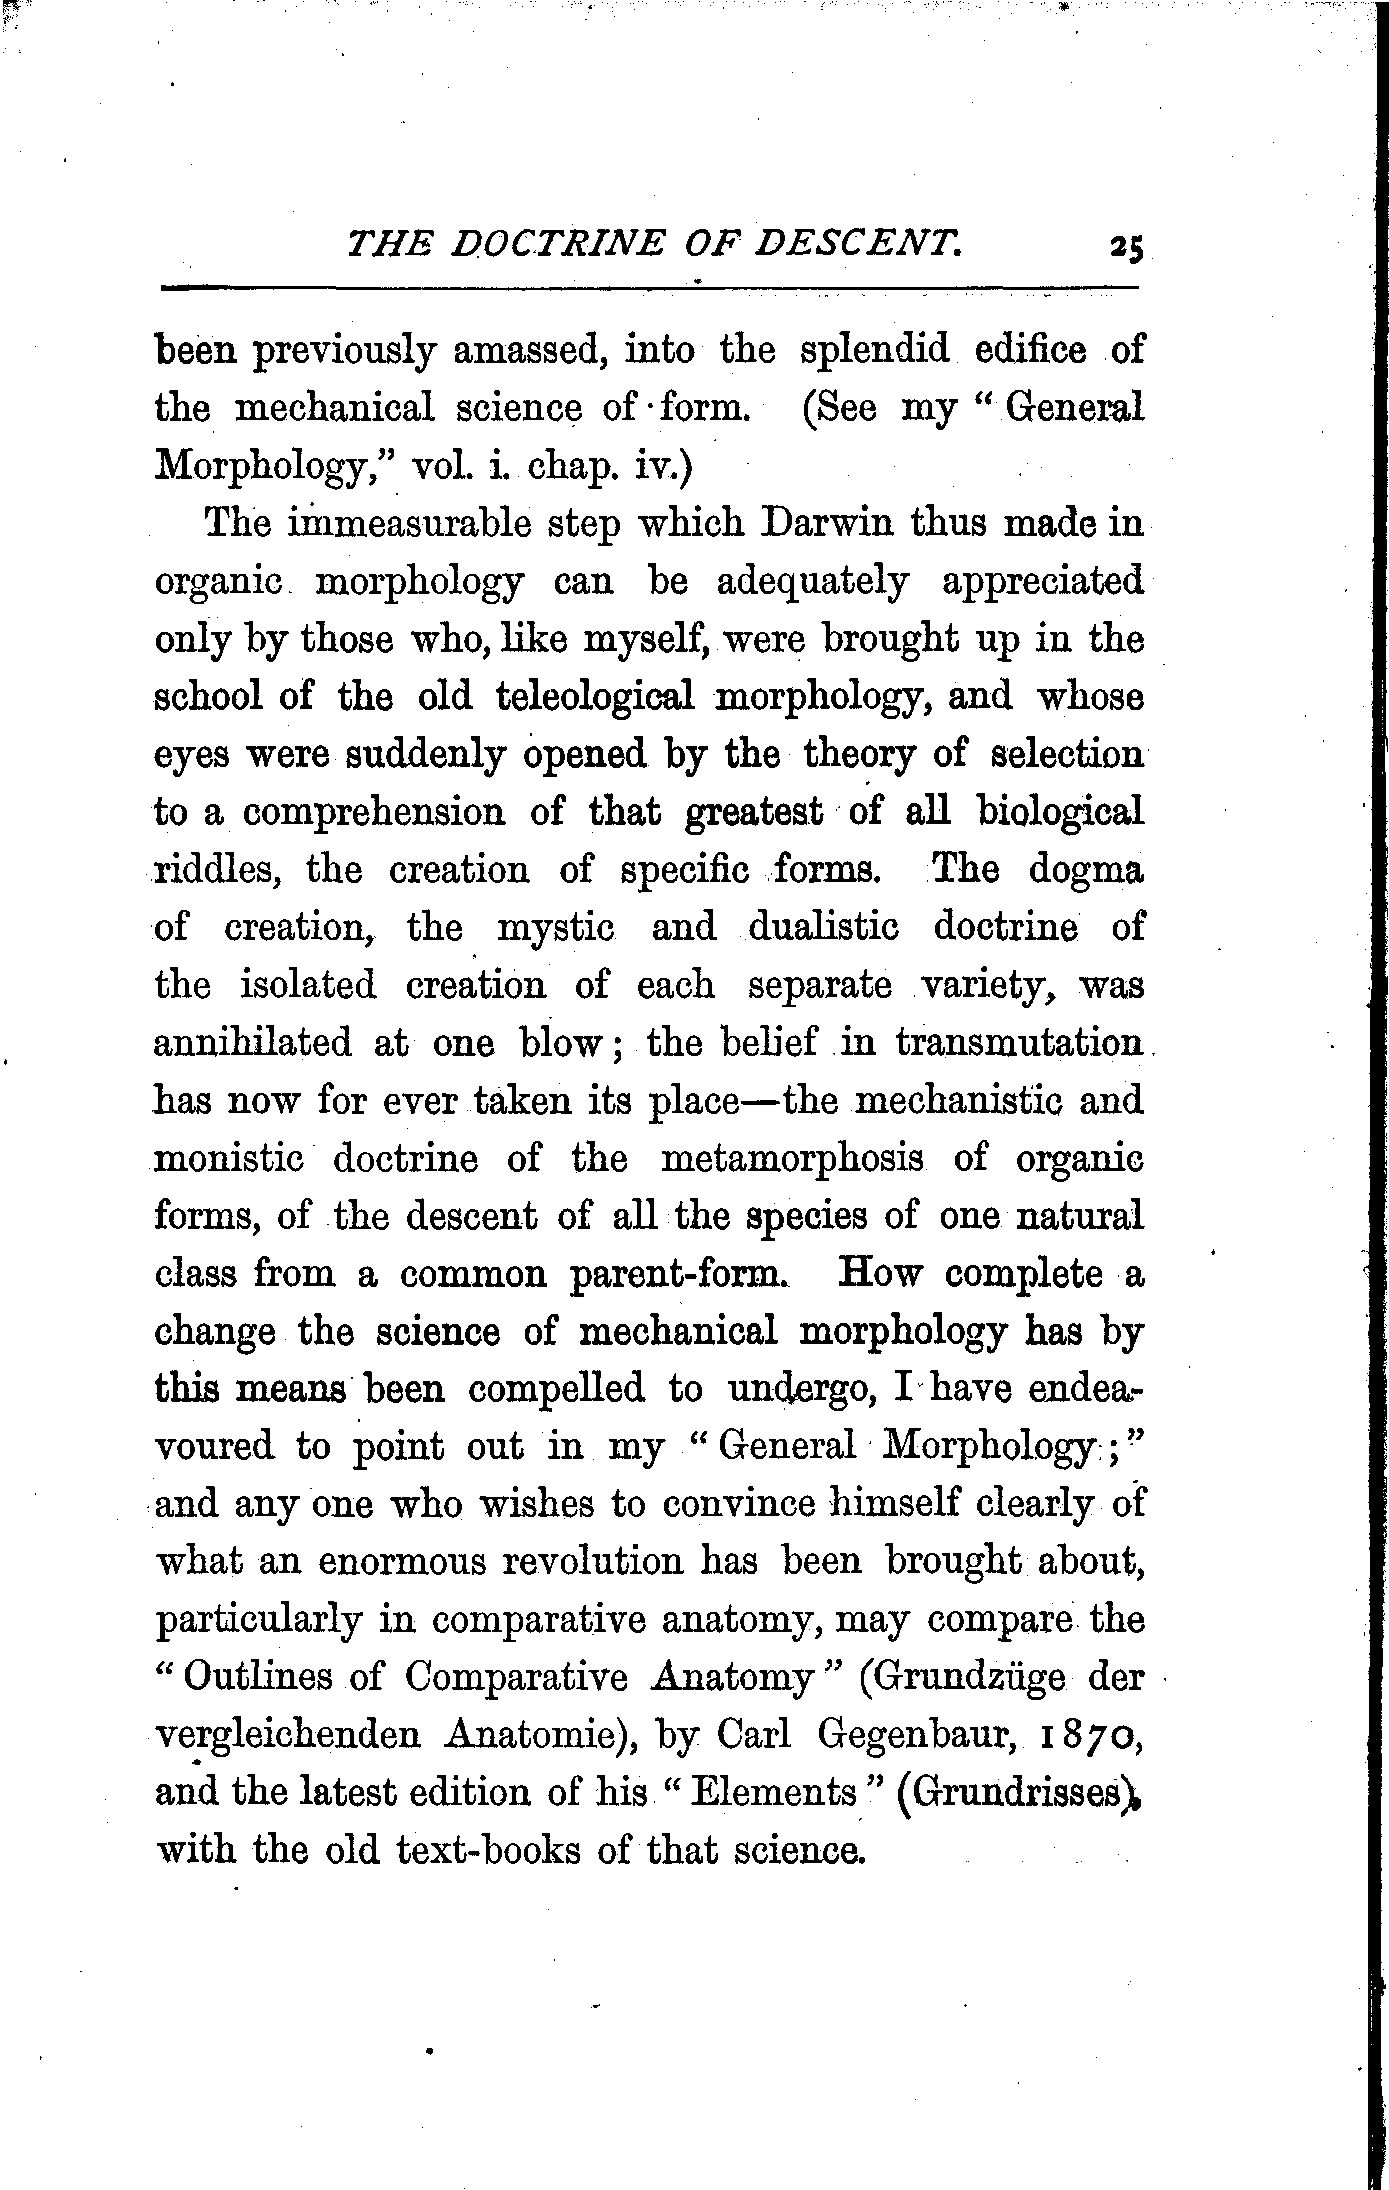 THE DOCTRINE OF DESCENT. 25
been previously amassed, into the splendid edifice of
the mechanical science of form. (See my “ General
Morphology,” vol. i. chap. iv.)
The immeasurable step which Darwin thus made in
organic morphology can be adequately appreciated
only by those who, like myself, were brought up in the
school of the old teleological morphology, and whose
eyes were suddenly opened by the theory of selection
to a comprehension of that greatest of all biological
riddles, the creation of specific forms. The dogma
of creation, the mystic and dualistic doctrine of
the isolated creation of each separate variety, was
annihilated at one blow; the belief in transmutation
has now for ever taken its place—the mechanistic and
monistic doctrine of the metamorphosis of organic
forms, of the descent of all the species of one natural
class from a common parent-form. How complete a
change the science of mechanical morphology has by
this means been compelled to undergo, I have endea-
voured to point out in my “ General Morphology;”
and any one who wishes to convince himself clearly of
what an enormous revolution has been brought about,
particularly in comparative anatomy, may compare the
“ Outlines of Comparative Anatomy ” (Grundzüge der
vergleichenden Anatomie), by Carl Gegenbaur, 1870,
and the latest edition of his “ Elements ” (Grundrisses),
with the old text-books of that science.